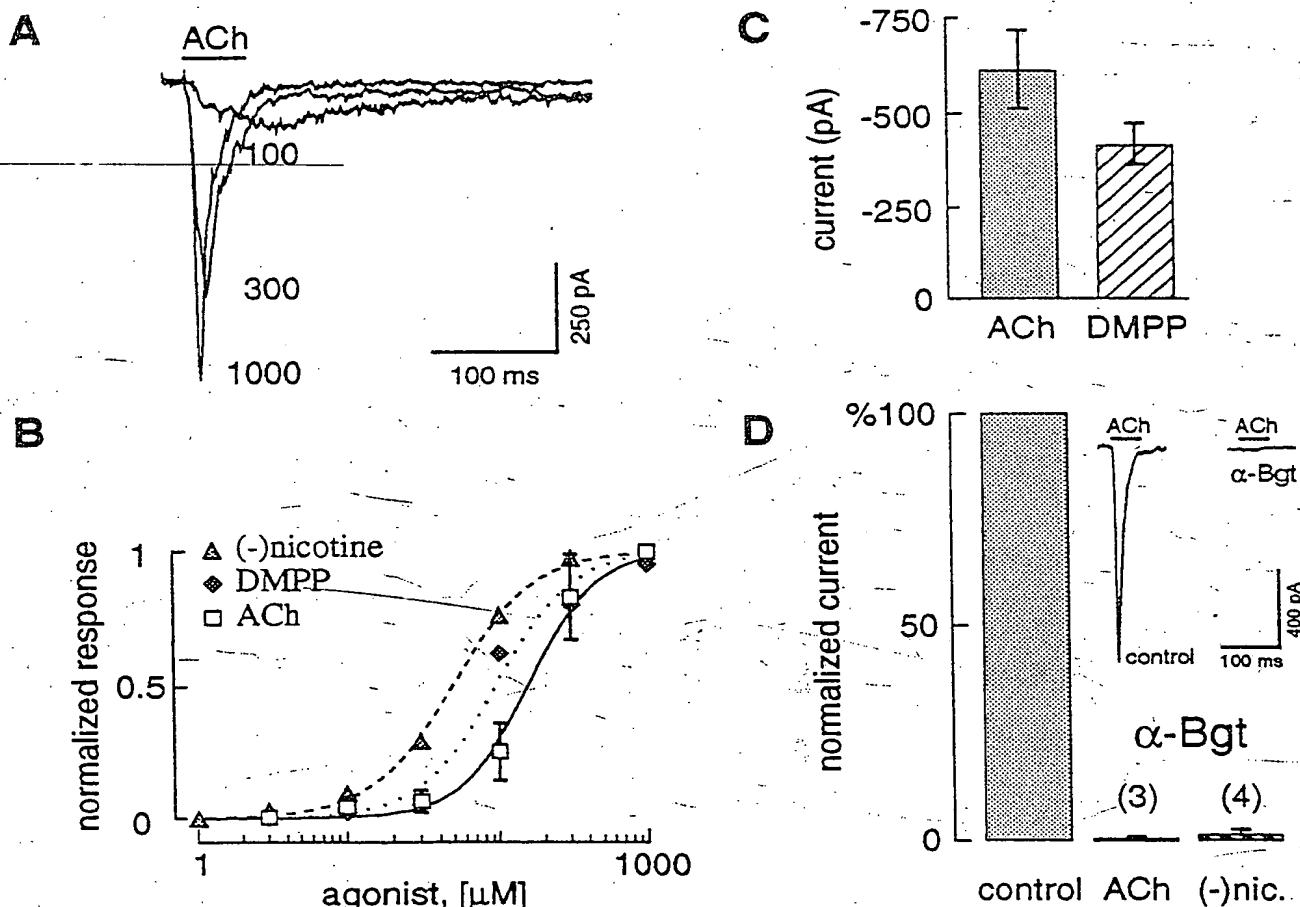 A
ACh
100
300
1000
250 pA
100 ms
B
(-)nicotine
DMPP
ACh
normalized response
1
0.5
0
1
1000
agonist, [µM]
C
current (pA)
-750
-500
-250
0
ACh
DMPP
D
normalized current
%100
50
0
ACh
control
ACh
α-Bgt
400 pA
100 ms
α-Bgt
(3)
(4)
control
ACh
(-)nic.